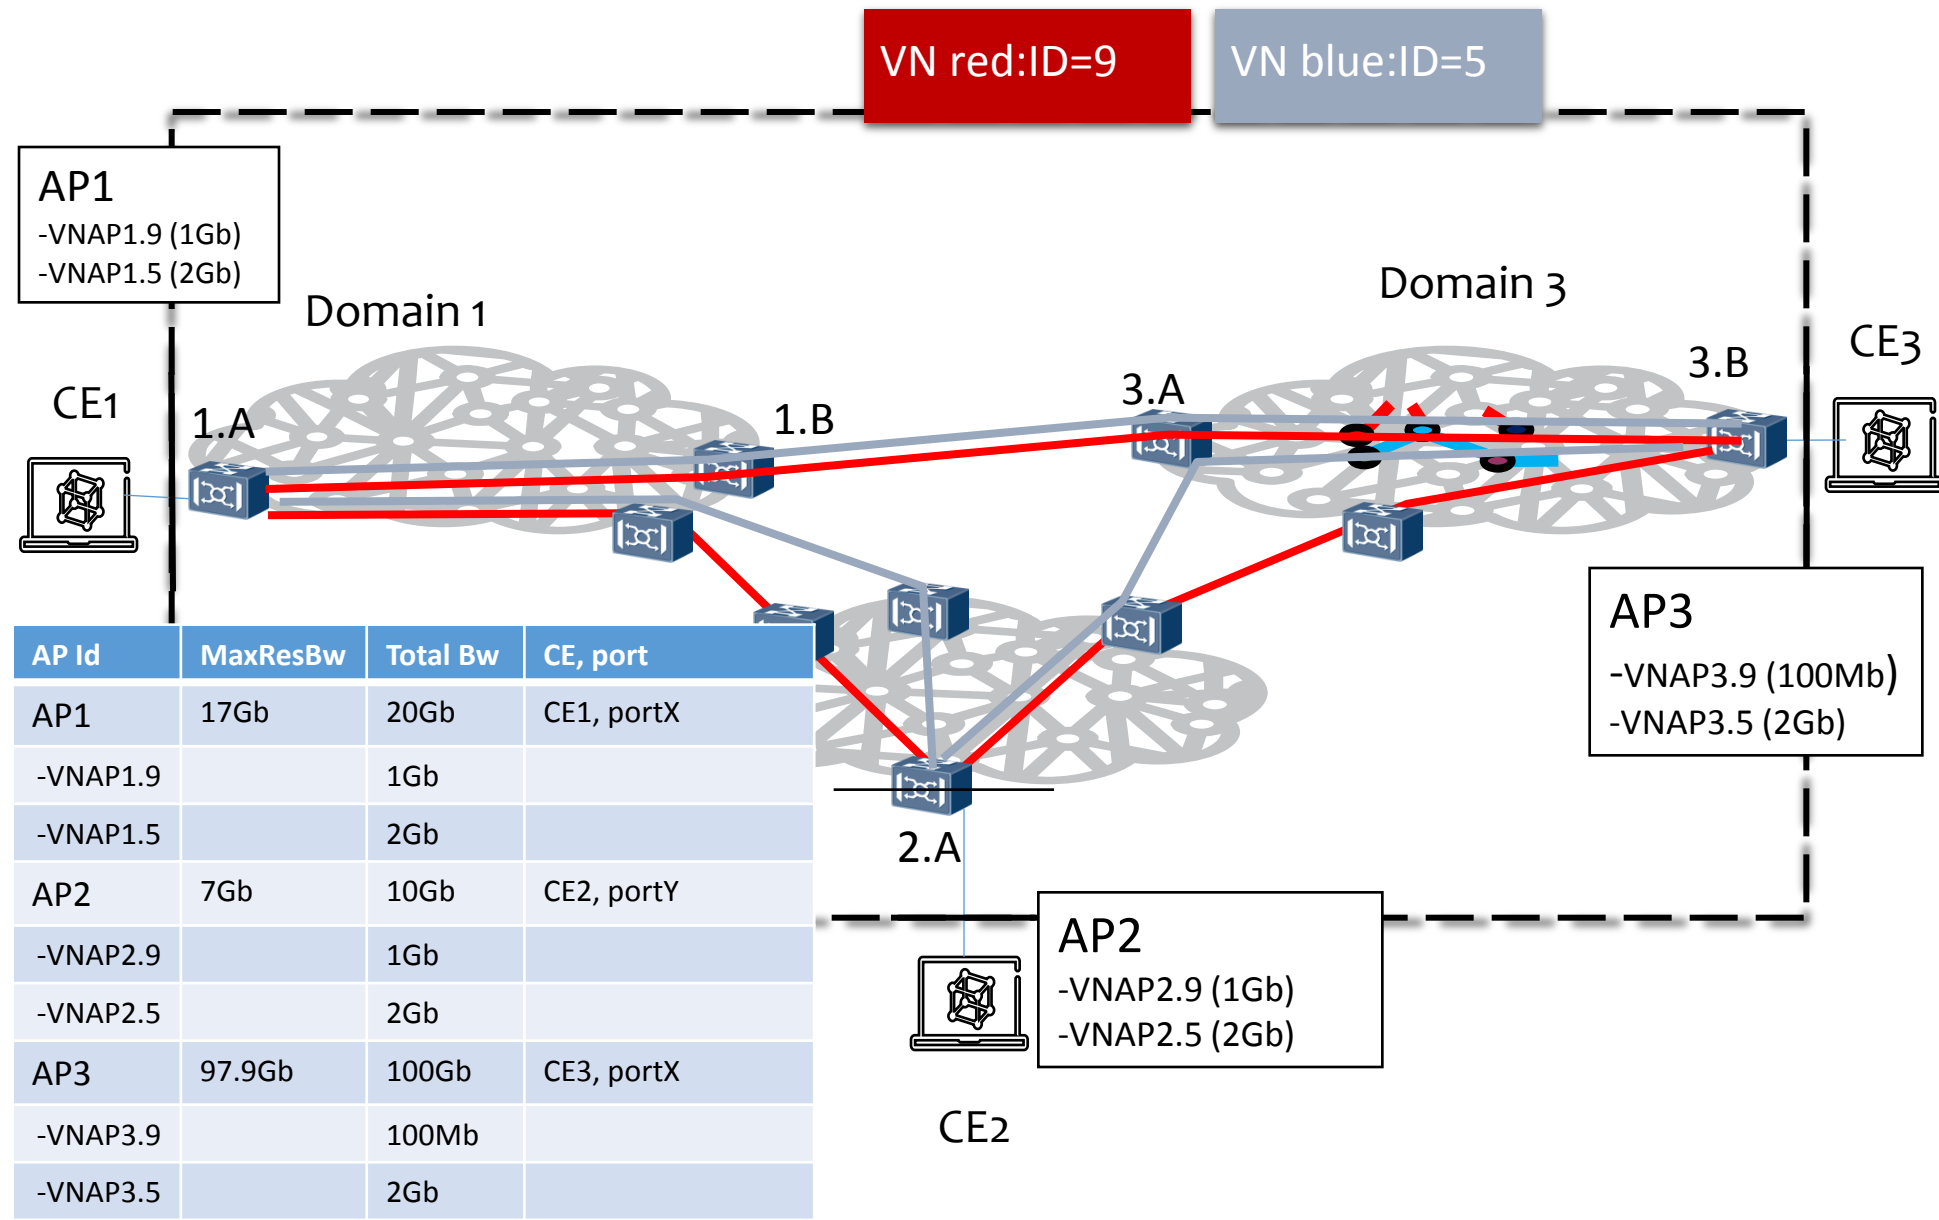 VN red:ID=9
VN blue:ID=5
AP1
-VNAP1.9 (1Gb)
-VNAP1.5 (2Gb)
Domain 1
Domain 3
CE1
1.A
1.B
3.A
3.B
CE3
AP3
-VNAP3.9 (100Mb)
-VNAP3.5 (2Gb)
AP Id MaxResBw Total Bw CE, port
AP1 17Gb 20Gb CE1, portX
-VNAP1.9 1Gb
-VNAP1.5 2Gb
AP2 7Gb 10Gb CE2, portY
-VNAP2.9 1Gb
-VNAP2.5 2Gb
AP3 97.9Gb 100Gb CE3, portX
-VNAP3.9 100Mb
-VNAP3.5 2Gb
2.A
AP2
-VNAP2.9 (1Gb)
-VNAP2.5 (2Gb)
CE2